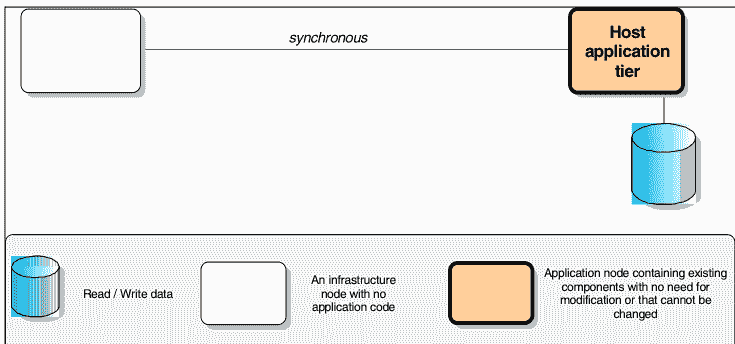 synchronous
Host
application
tier
Read / Write data
An infrastructure
node with no
application code
Application node containing existing
components with no need for
modification or that cannot be
changed